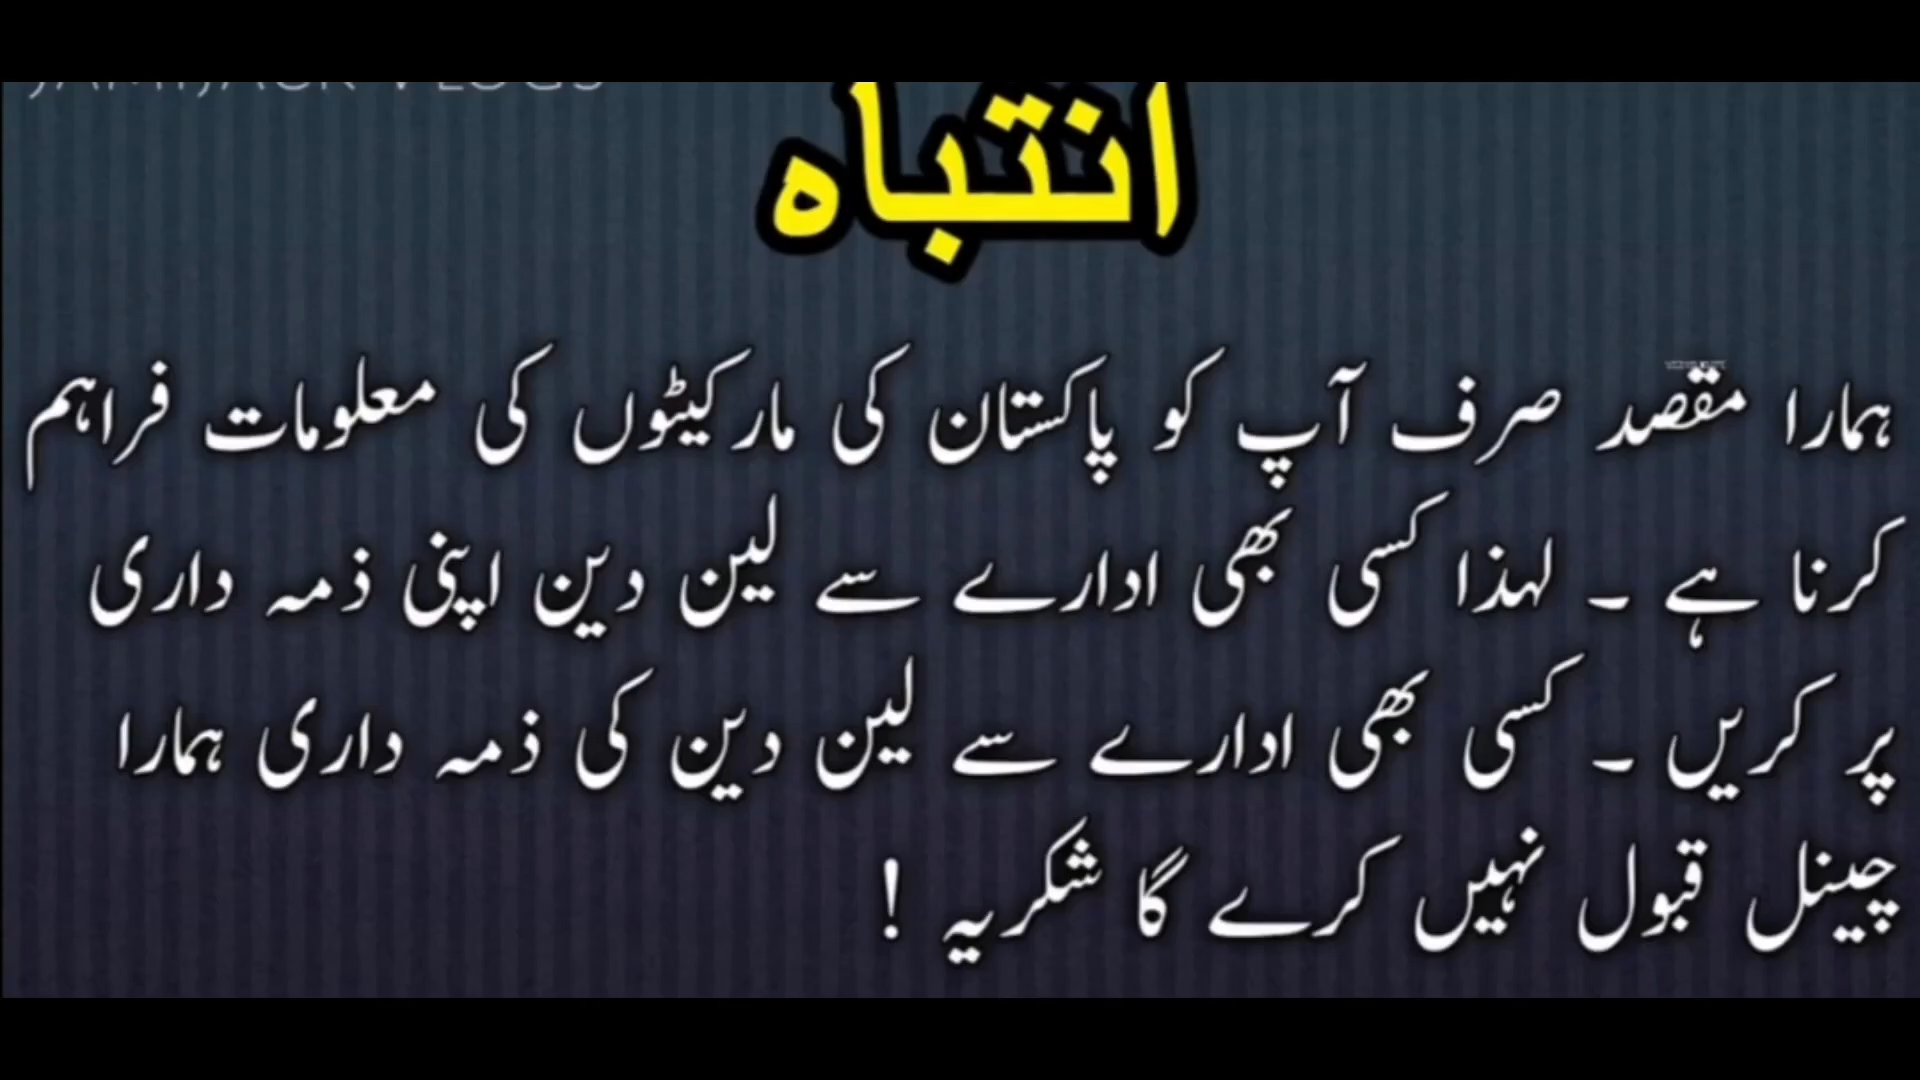 انتباہ
ہمارا مقصد صرف آپ کو پاکستان کی مارکیٹوں کی معلومات فراہم
کرنا ہے ۔ لہذا کسی بھی ادارے سے لین دین اپنی ذمہ داری
پر کریں ۔ کسی بھی ادارے سے لین دین کی ذمہ داری ہمارا
چینل قبول نہیں کرے گا شکریہ !